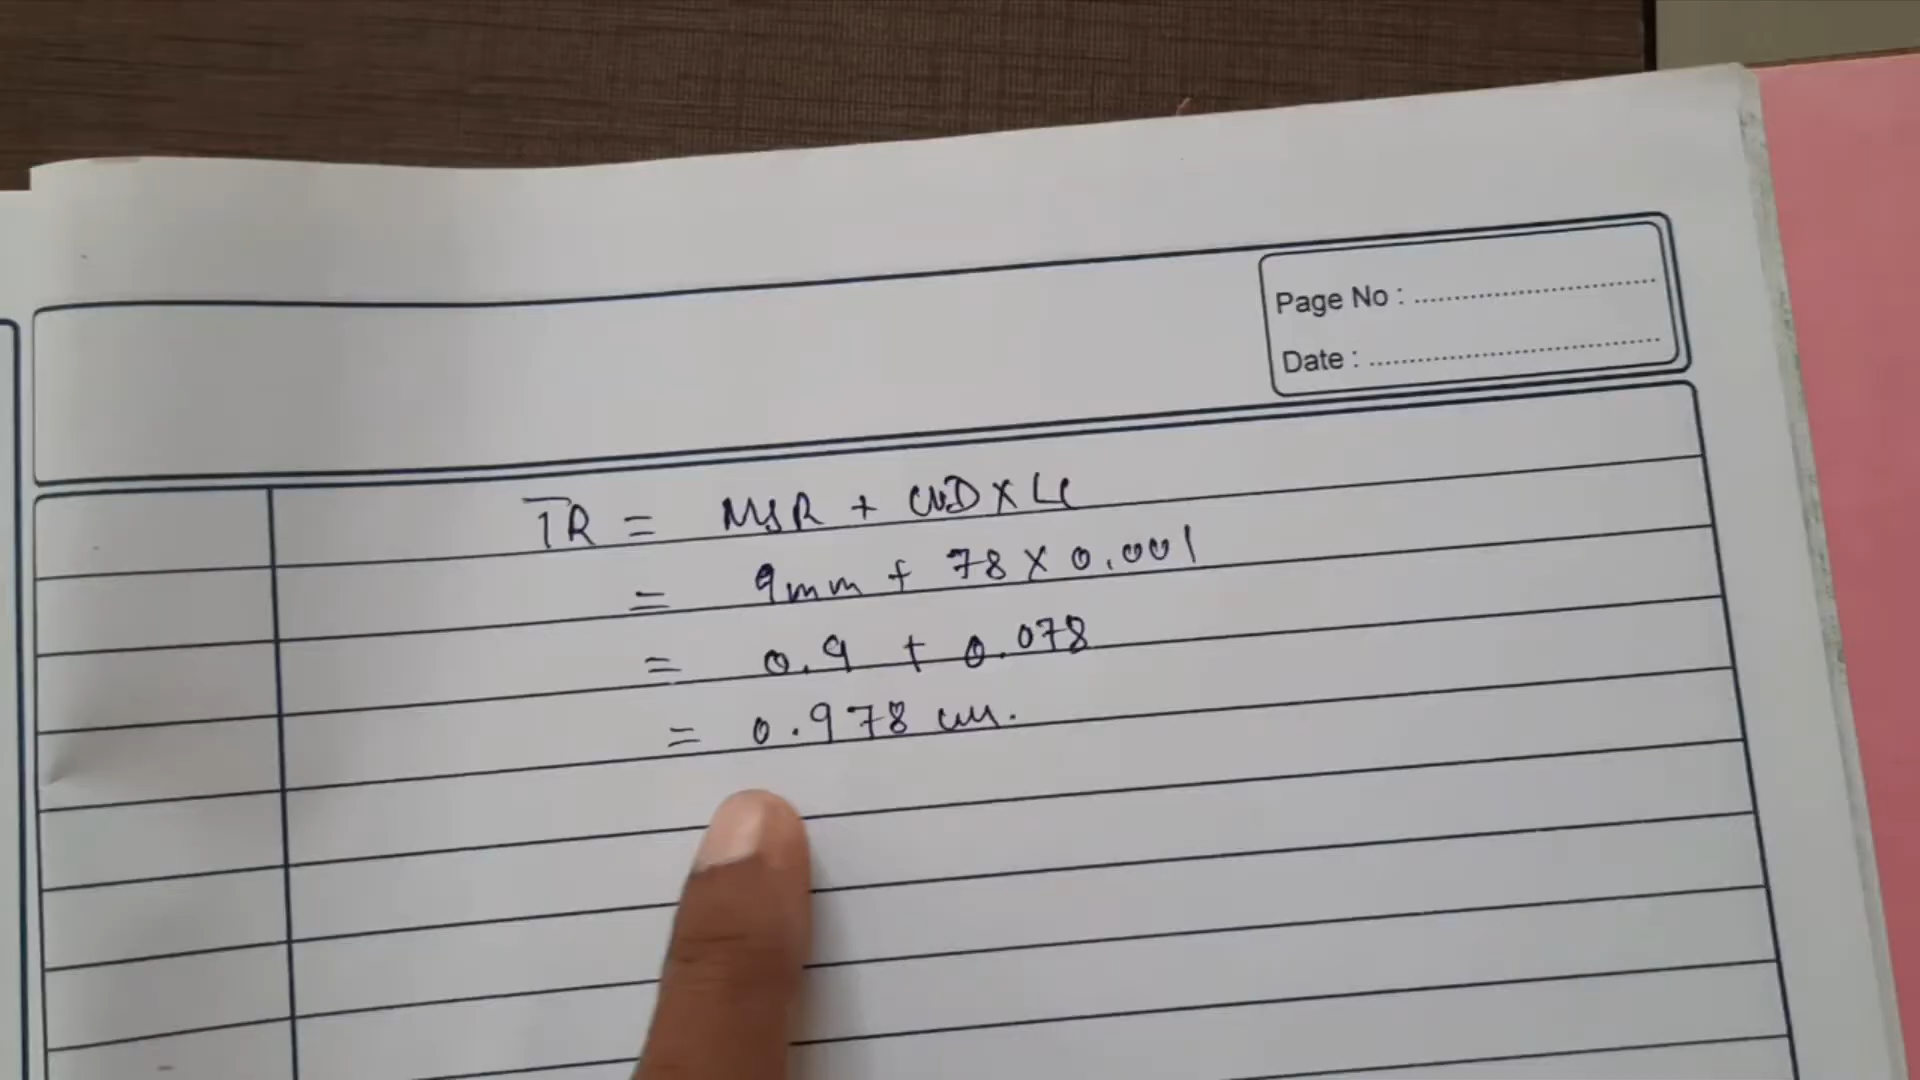 Page No : ........................
Date : ........................
TR = MSR + CVD X LC
= 9mm + 78 X 0.001
= 0.9 + 0.078
= 0.978 cm.